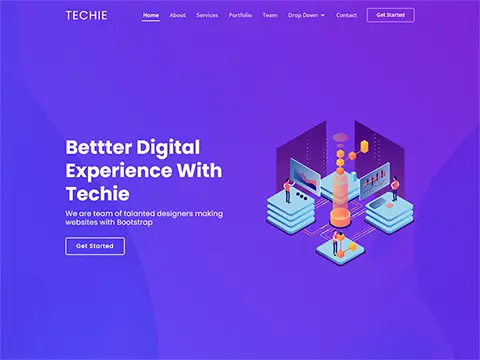 TECHIE
Home About Services Portfolio Team Drop Down Contact Get Started
Bettter Digital
Experience With
Techie
We are team of talanted designers making
websites with Bootstrap
Get Started